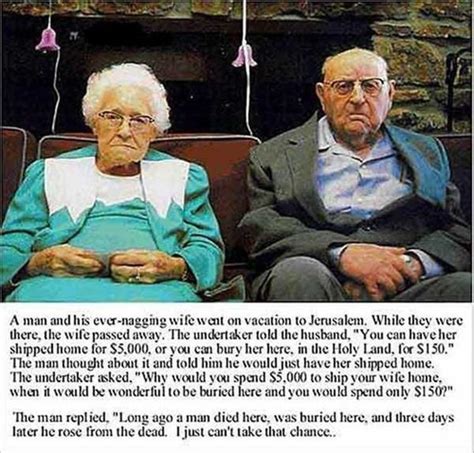 A man and his ever-nagging wife went on vacation to Jerusalem. While they were
there, the wife passed away. The undertaker told the husband, "You can have her
shipped home for $5,000, or you can bury her here, in the Holy Land, for $150."
The man thought about it and told him he would just have her shipped home.
The undertaker asked, "Why would you spend $5,000 to ship your wife home,
when it would be wonderful to be buried here and you would spend only $150?"
The man replied, "Long ago a man died here, was buried here, and three days
later he rose from the dead. I just can't take that chance..